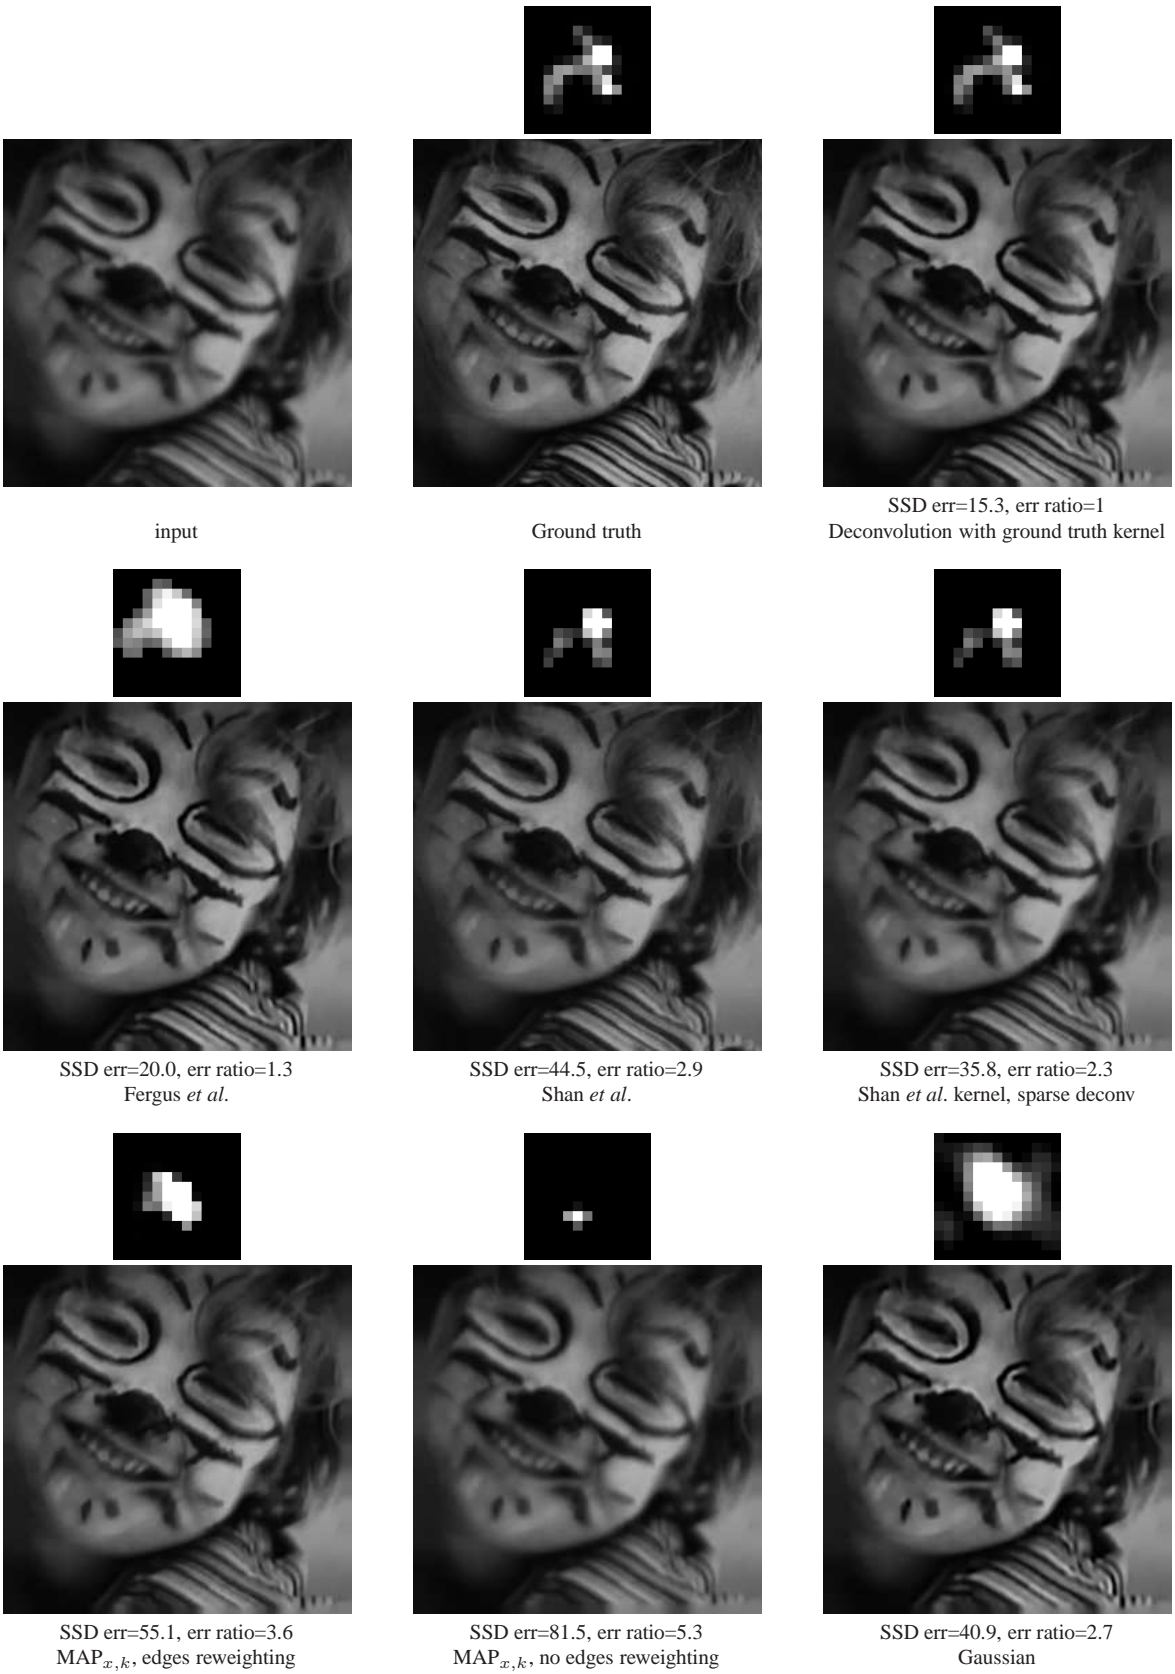 SSD err=15.3, err ratio=1
input
Ground truth
Deconvolution with ground truth kernel
SSD err=20.0, err ratio=1.3
SSD err=44.5, err ratio=2.9
SSD err=35.8, err ratio=2.3
Fergus et al.
Shan et al.
Shan et al. kernel, sparse deconv
SSD err=55.1, err ratio=3.6
SSD err=81.5, err ratio=5.3
SSD err=40.9, err ratio=2.7
MAPx,k, edges reweighting
MAPx,k, no edges reweighting
Gaussian